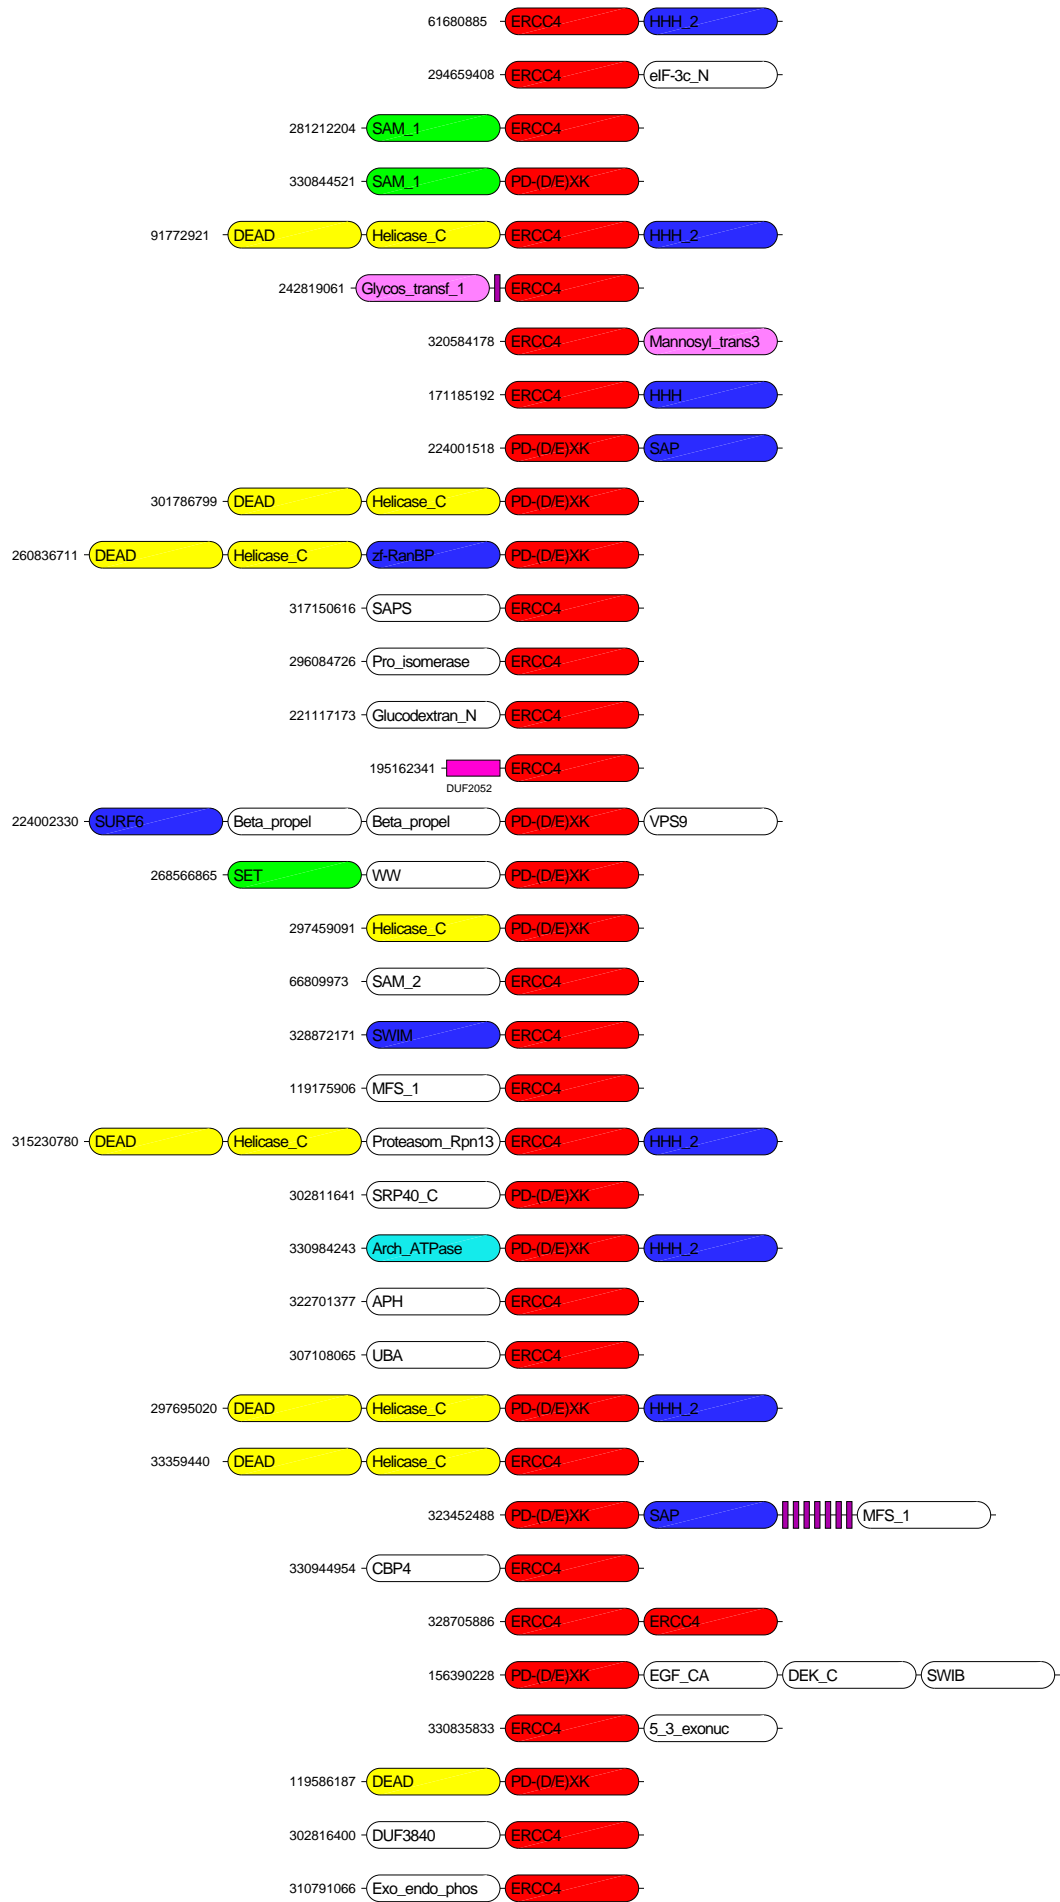 61680885 ERCC4 HHH_2
294659408 ERCC4 eIF-3c_N
281212204 SAM_1 ERCC4
330844521 SAM_1 PD-(D/E)XK
91772921 DEAD Helicase_C ERCC4 HHH_2
242819061 Glycos_transf_1 ERCC4
320584178 ERCC4 Mannosyl_trans3
171185192 ERCC4 HHH
224001518 PD-(D/E)XK SAP
301786799 DEAD Helicase_C PD-(D/E)XK
260836711 DEAD Helicase_C zf-RanBP PD-(D/E)XK
317150616 SAPS ERCC4
296084726 Pro_isomerase ERCC4
221117173 Glucodextran_N ERCC4
195162341 ERCC4
DUF2052
224002330 SURF6 Beta_propel Beta_propel PD-(D/E)XK VPS9
268566865 SET WW PD-(D/E)XK
297459091 Helicase_C PD-(D/E)XK
66809973 SAM_2 ERCC4
328872171 SWIM ERCC4
119175906 MFS_1 ERCC4
315230780 DEAD Helicase_C Proteasom_Rpn13 ERCC4 HHH_2
302811641 SRP40_C PD-(D/E)XK
330984243 Arch_ATPase PD-(D/E)XK HHH_2
322701377 APH ERCC4
307108065 UBA ERCC4
297695020 DEAD Helicase_C PD-(D/E)XK HHH_2
33359440 DEAD Helicase_C ERCC4
323452488 PD-(D/E)XK SAP MFS_1
330944954 CBP4 ERCC4
328705886 ERCC4 ERCC4
156390228 PD-(D/E)XK EGF_CA DEK_C SWIB
330835833 ERCC4 5_3_exonuc
119586187 DEAD PD-(D/E)XK
302816400 DUF3840 ERCC4
310791066 Exo_endo_phos ERCC4